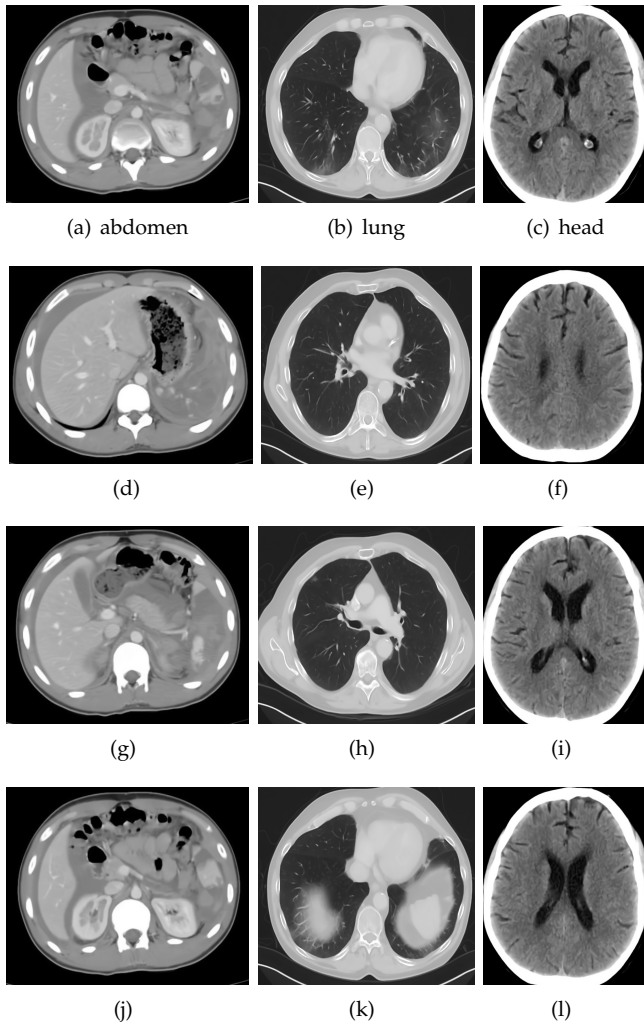 (a) abdomen (b) lung (c) head
(d) (e) (f)
(g) (h) (i)
(j) (k) (l)